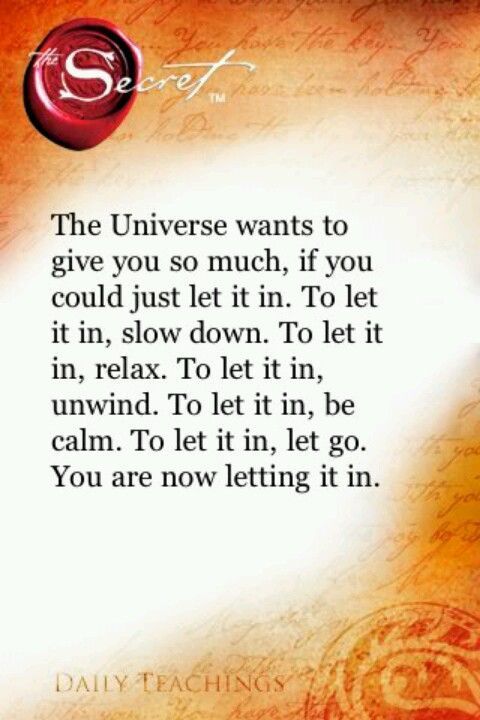 the Secret™
The Universe wants to
give you so much, if you
could just let it in. To let
it in, slow down. To let it
in, relax. To let it in,
unwind. To let it in, be
calm. To let it in, let go.
You are now letting it in.
DAILY TEACHINGS